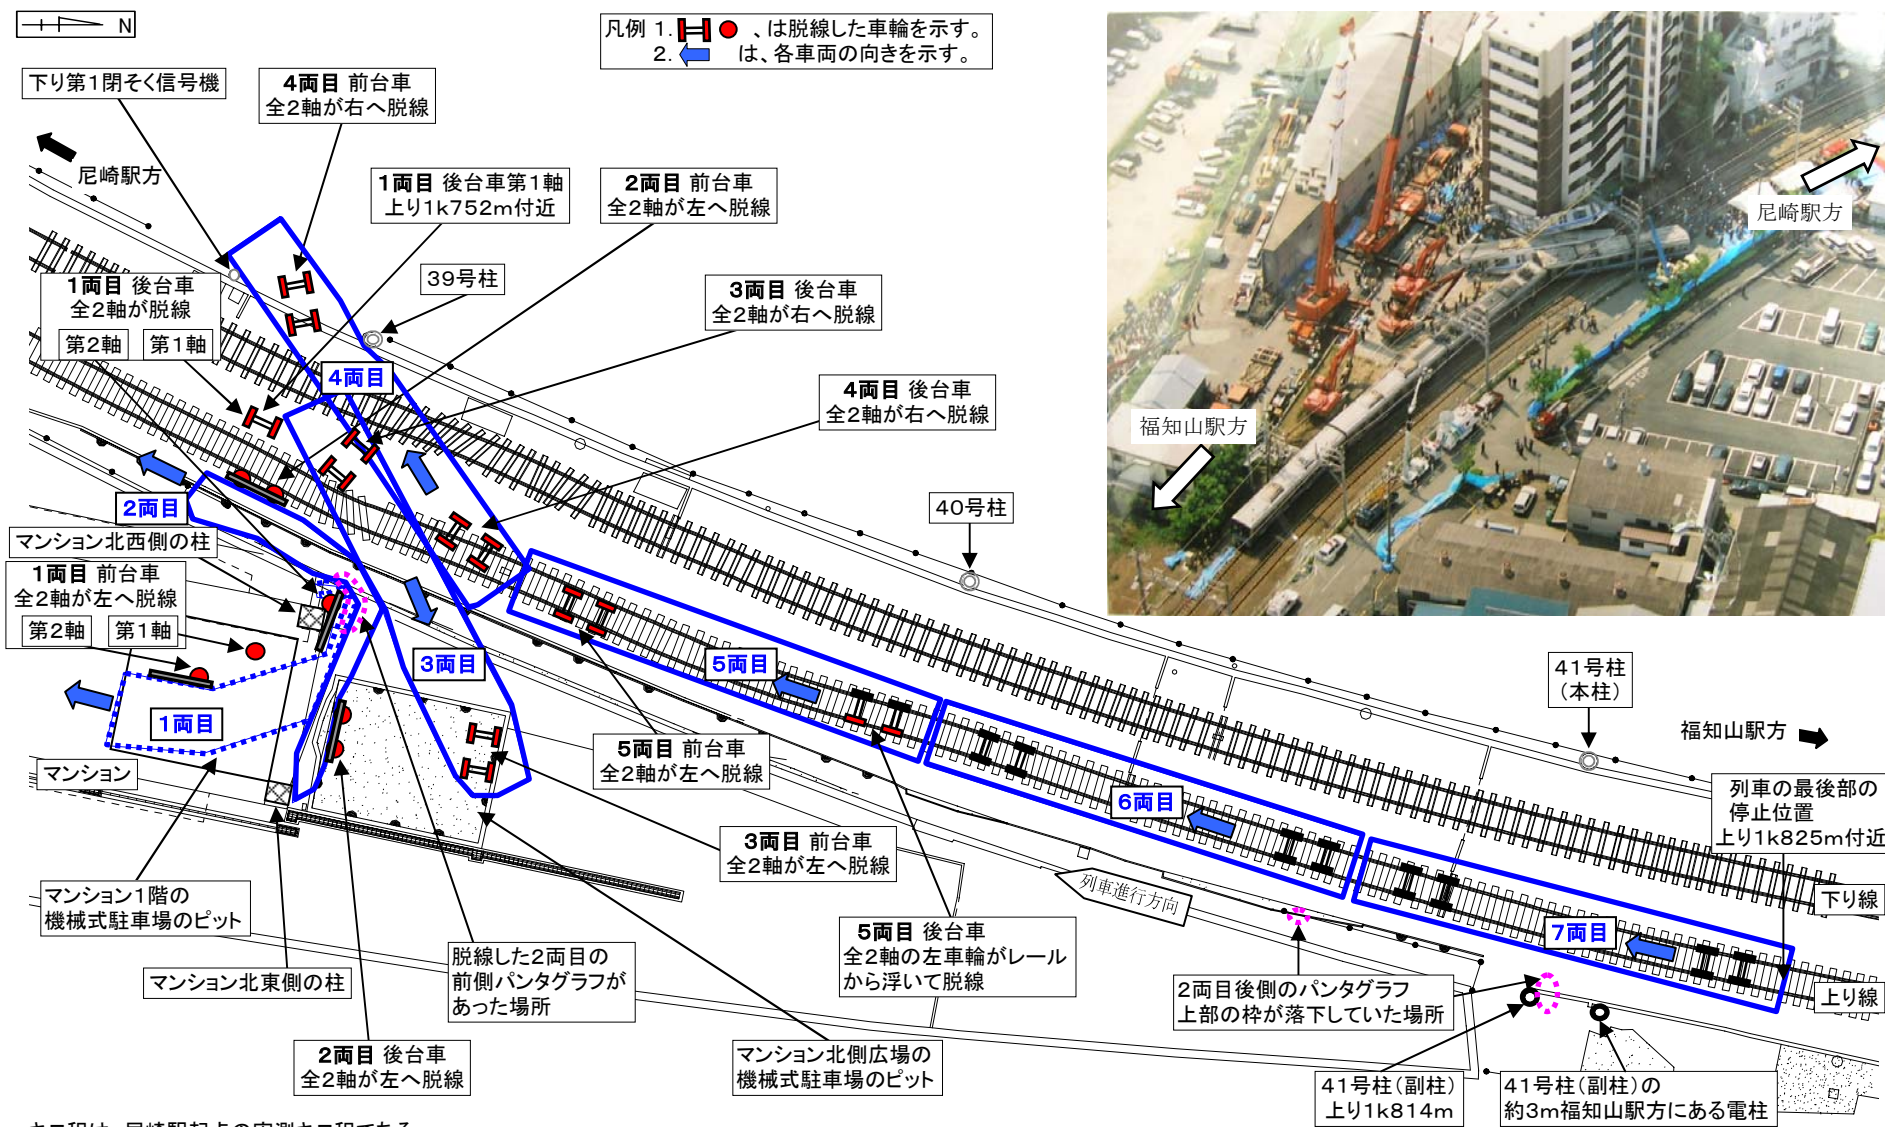 N
凡例 1. 、は脱線した車輪を示す。
2. は、各車両の向きを示す。
下り第1閉そく信号機
4両目 前台車
全2軸が右へ脱線
尼崎駅方
1両目 後台車第1軸
上り1k752m付近
2両目 前台車
全2軸が左へ脱線
39号柱
1両目 後台車
全2軸が脱線
第2軸
第1軸
3両目 後台車
全2軸が右へ脱線
4両目
4両目 後台車
全2軸が右へ脱線
尼崎駅方
福知山駅方
2両目
40号柱
マンション北西側の柱
1両目 前台車
全2軸が左へ脱線
第2軸
第1軸
3両目
5両目
41号柱
(本柱)
1両目
福知山駅方
5両目 前台車
全2軸が左へ脱線
マンション
6両目
列車の最後部の
停止位置
上り1k825m付近
3両目 前台車
全2軸が左へ脱線
列車進行方向
下り線
マンション1階の
機械式駐車場のピット
5両目 後台車
全2軸の左車輪がレール
から浮いて脱線
7両目
脱線した2両目の
前側パンタグラフが
あった場所
マンション北東側の柱
2両目後側のパンタグラフ
上部の枠が落下していた場所
上り線
2両目 後台車
全2軸が左へ脱線
マンション北側広場の
機械式駐車場のピット
41号柱(副柱)
上り1k814m
41号柱(副柱)の
約3m福知山駅方にある電柱